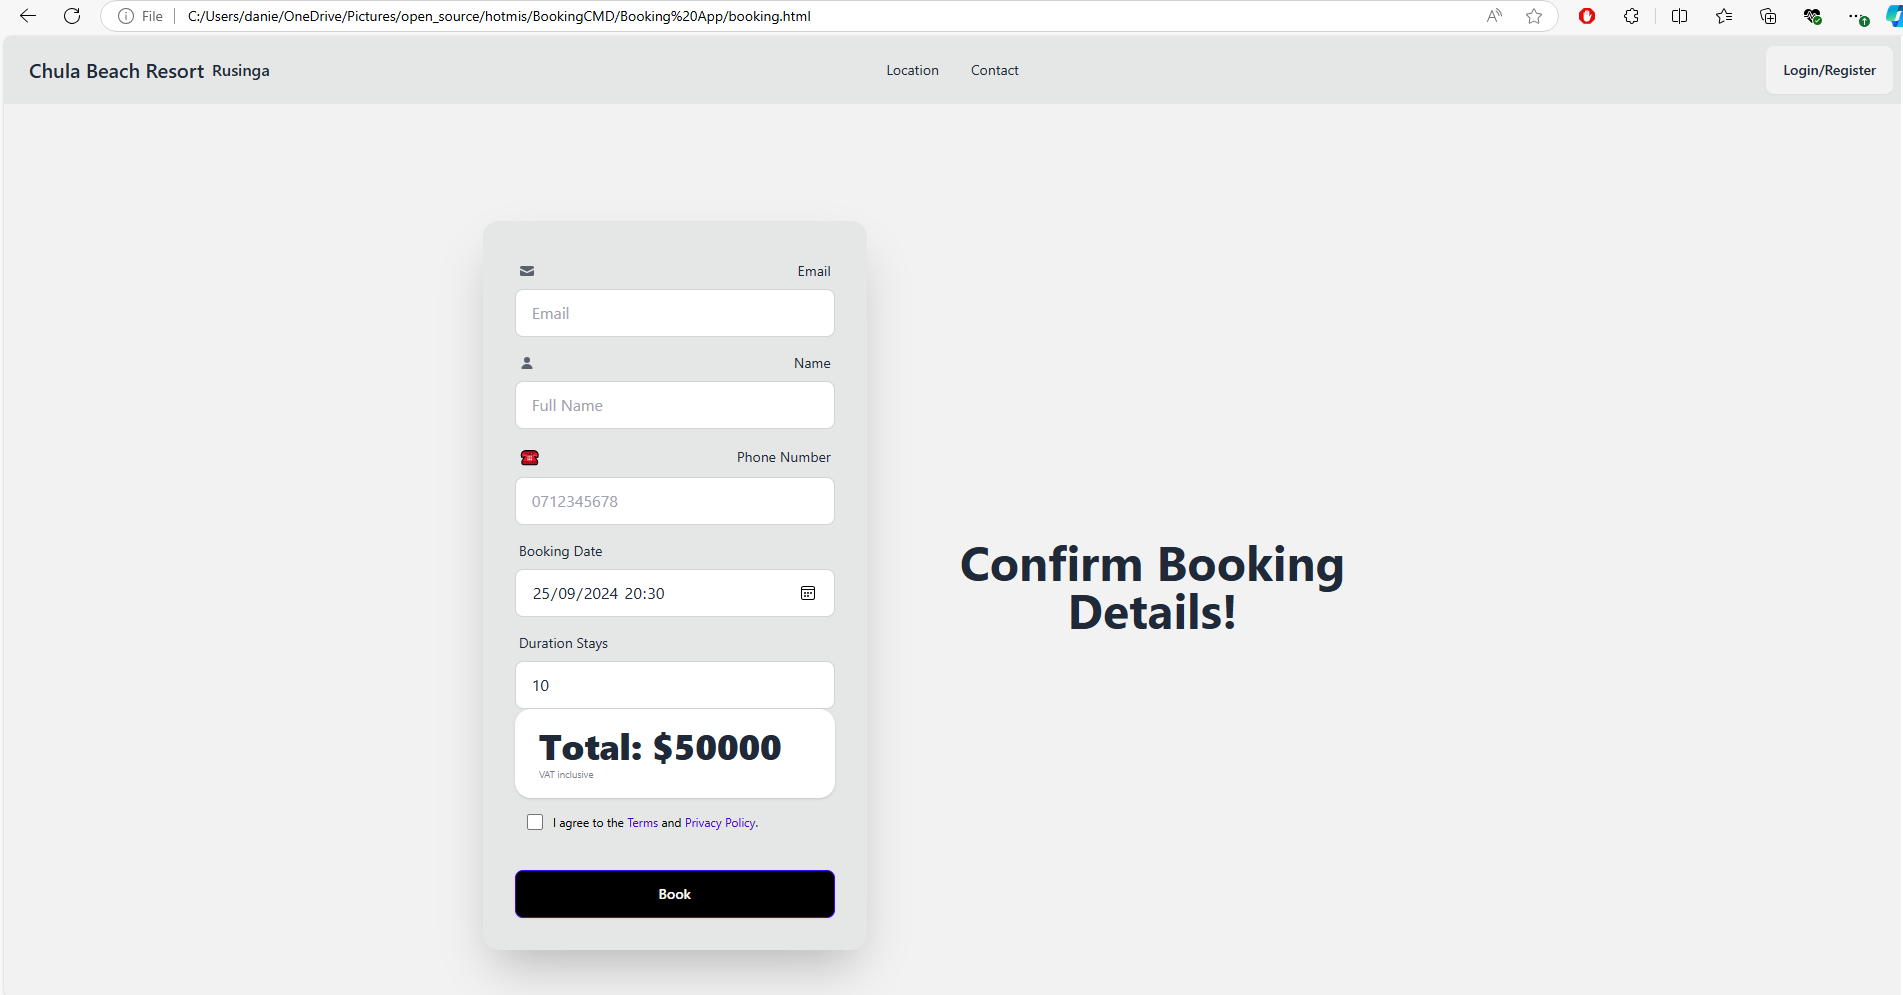 File C:/Users/danie/OneDrive/Pictures/open_source/hotmis/BookingCMD/Booking%20App/booking.html
Chula Beach Resort Rusinga Location Contact Login/Register
Email
Email
Name
Full Name
Phone Number
0712345678
Booking Date
25/09/2024 20:30
Duration Stays
10
Total: $50000
VAT inclusive
I agree to the Terms and Privacy Policy.
Book
Confirm Booking
Details!